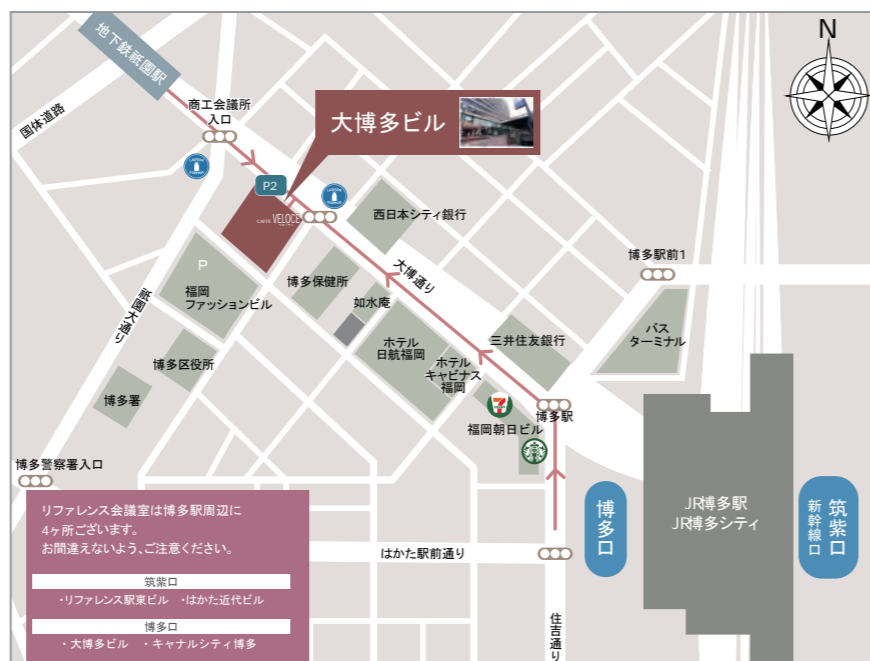 N
地下鉄祇園駅
国体道路
商工会議所
入口
大博多ビル
P2
CAFFÈ VELOCE
西日本シティ銀行
大博通り
博多駅前1
P
福岡
ファッションビル
博多保健所
如水庵
祇園大通り
博多区役所
博多署
ホテル
日航福岡
ホテル
キャビナス
福岡
三井住友銀行
バス
ターミナル
7
博多駅
福岡朝日ビル
博多警察署入口
リファレンス会議室は博多駅周辺に
4ヶ所ございます。
お間違えないよう、ご注意ください。
筑紫口
・リファレンス駅東ビル ・はかた近代ビル
博多口
・大博多ビル ・キャナルシティ博多
はかた駅前通り
住吉通り
博多口
JR博多駅
JR博多シティ
筑紫口
新幹線口